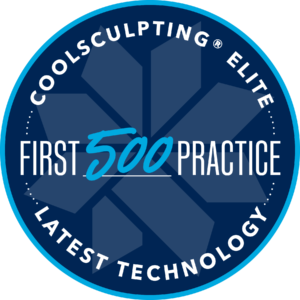 COOLSCULPTING® ELITE
FIRST 500 PRACTICE
LATEST TECHNOLOGY